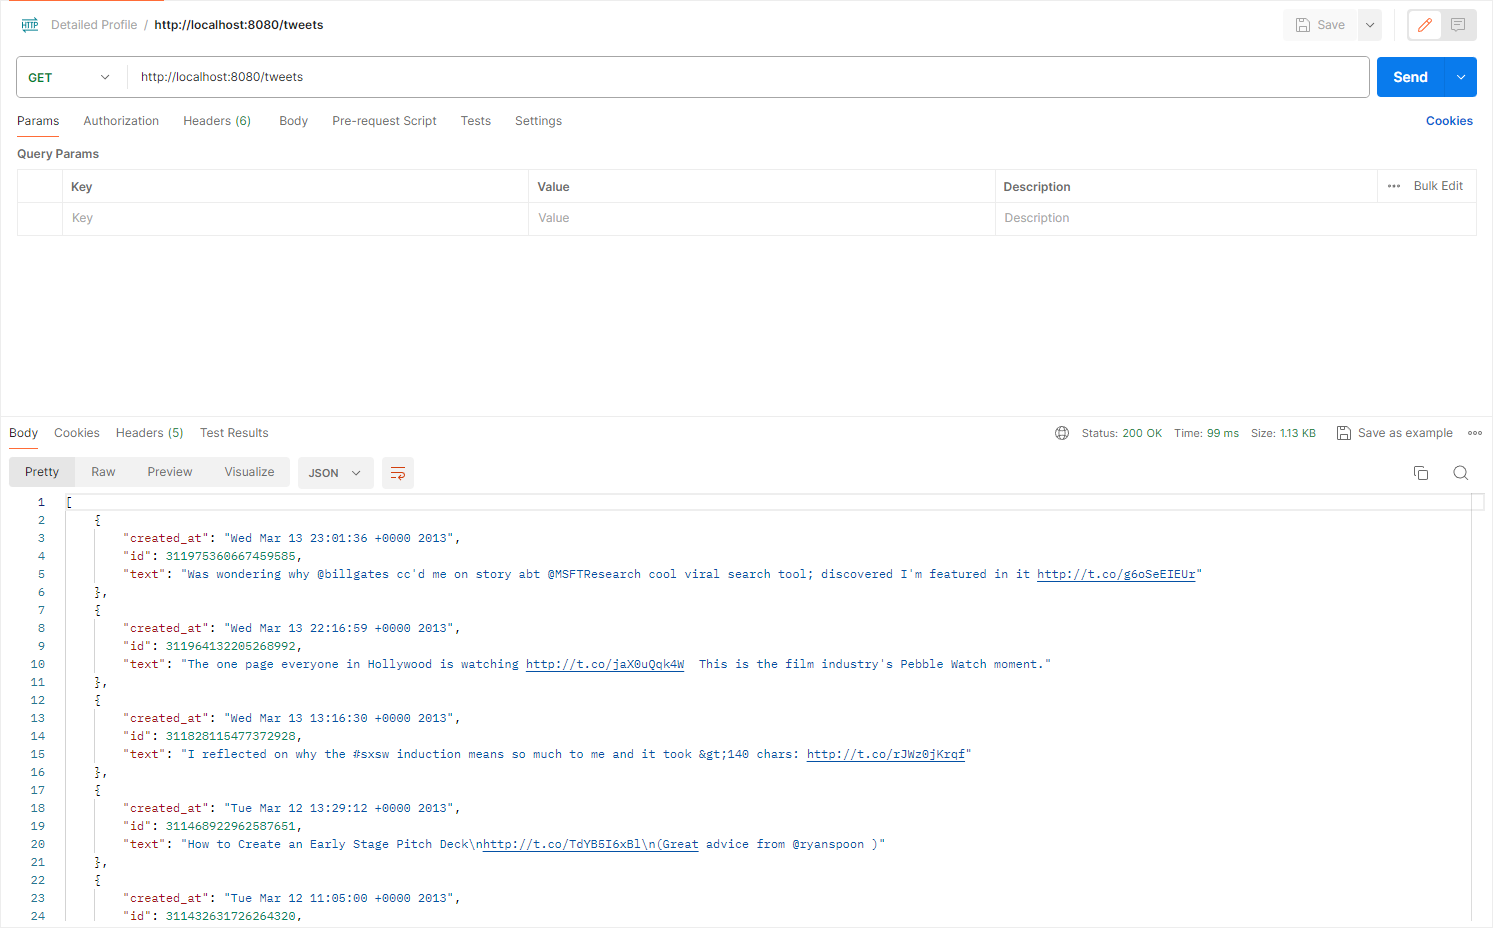 HTTP Detailed Profile / http://localhost:8080/tweets Save
GET http://localhost:8080/tweets Send
Params Authorization Headers (6) Body Pre-request Script Tests Settings Cookies
Query Params
Key Value Description ••• Bulk Edit
Key Value Description
Body Cookies Headers (5) Test Results Status: 200 OK Time: 99 ms Size: 1.13 KB Save as example
Pretty Raw Preview Visualize JSON
1 [
2 {
3 "created_at": "Wed Mar 13 23:01:36 +0000 2013",
4 "id": 311975360667459585,
5 "text": "Was wondering why @billgates cc'd me on story abt @MSFTResearch cool viral search tool; discovered I'm featured in it http://t.co/g6oSeEIEUr"
6 },
7 {
8 "created_at": "Wed Mar 13 22:16:59 +0000 2013",
9 "id": 311964132205268992,
10 "text": "The one page everyone in Hollywood is watching http://t.co/jaX0uQqk4W  This is the film industry's Pebble Watch moment."
11 },
12 {
13 "created_at": "Wed Mar 13 13:16:30 +0000 2013",
14 "id": 311828115477372928,
15 "text": "I reflected on why the #sxsw induction means so much to me and it took &gt;140 chars: http://t.co/rJWz0jKrqf"
16 },
17 {
18 "created_at": "Tue Mar 12 13:29:12 +0000 2013",
19 "id": 311468922962587651,
20 "text": "How to Create an Early Stage Pitch Deck\nhttp://t.co/TdYB5I6xBl\n(Great advice from @ryanspoon )"
21 },
22 {
23 "created_at": "Tue Mar 12 11:05:00 +0000 2013",
24 "id": 311432631726264320,